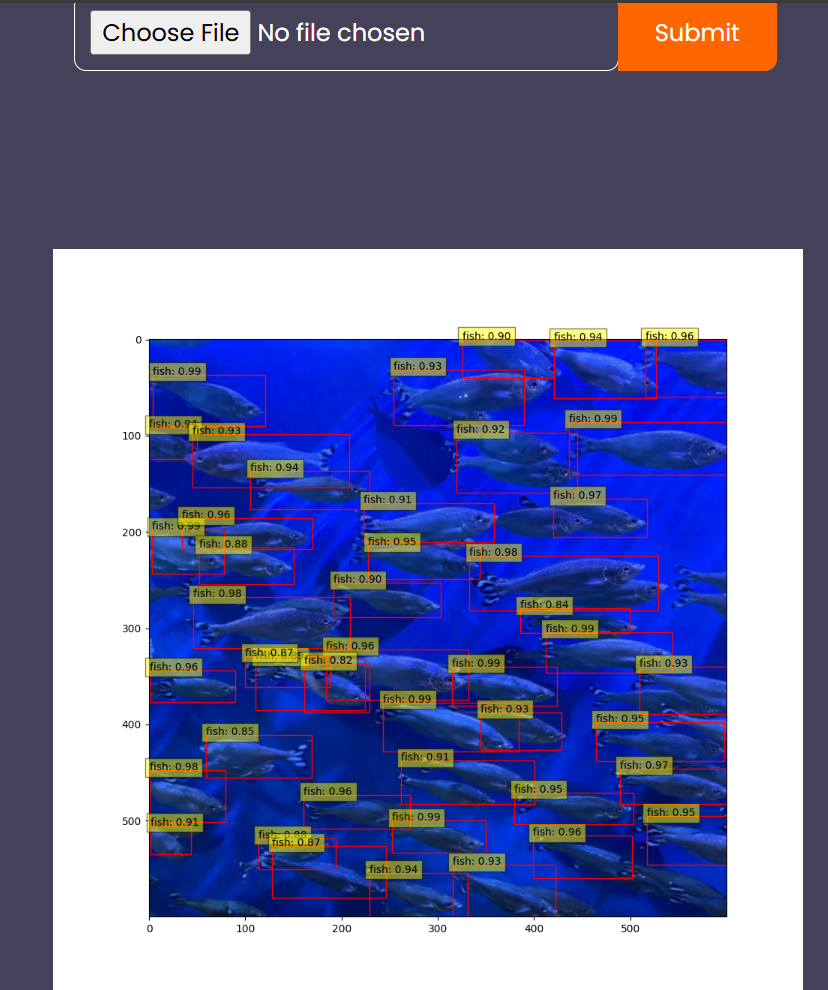 Choose File No file chosen Submit
fish: 0.90 fish: 0.94 fish: 0.96
0
fish: 0.99 fish: 0.93
fish: 0.94 fish: 0.93 fish: 0.92 fish: 0.99
100
fish: 0.94
fish: 0.91 fish: 0.97
fish: 0.96
200
fish: 0.99 fish: 0.88 fish: 0.95 fish: 0.98
fish: 0.98 fish: 0.90 fish: 0.84
300
fish: 0.99
fish: 0.87 fish: 0.96
fish: 0.96 fish: 0.82 fish: 0.99 fish: 0.93
fish: 0.99 fish: 0.93
400
fish: 0.95
fish: 0.85
fish: 0.98 fish: 0.91 fish: 0.97
fish: 0.96 fish: 0.95
500
fish: 0.91 fish: 0.99 fish: 0.95
fish: 0.88 fish: 0.96
fish: 0.87
fish: 0.94 fish: 0.93
0 100 200 300 400 500